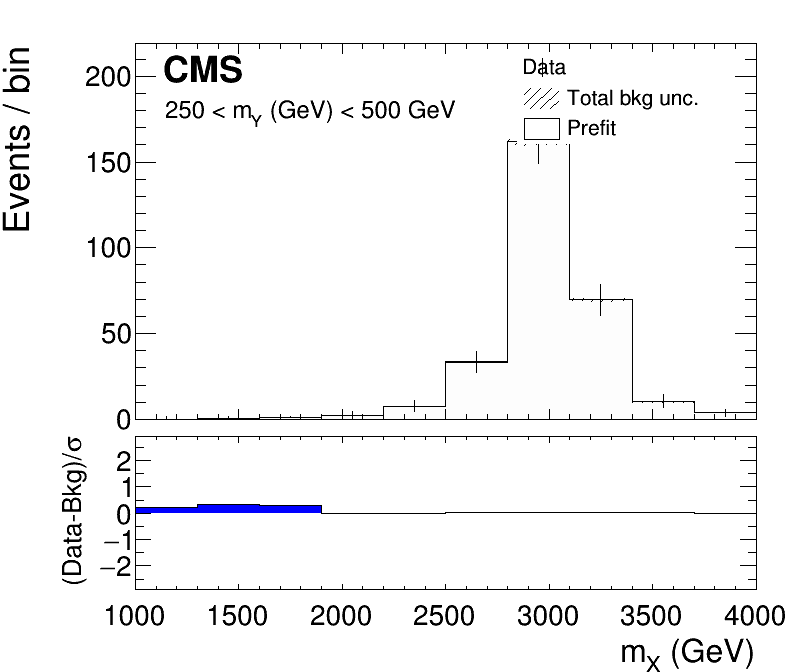 Events / bin
200
150
100
50
0
CMS
250 < m_Y (GeV) < 500 GeV
Data
Total bkg unc.
Prefit
(Data-Bkg)/σ
2
1
0
−1
−2
1000 1500 2000 2500 3000 3500 4000
m_X (GeV)